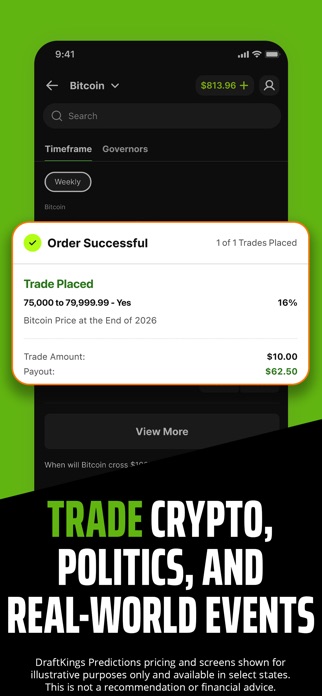 9:41
Bitcoin
$813.96 +
Search
Timeframe Governors
Weekly
Bitcoin
Order Successful 1 of 1 Trades Placed
Trade Placed
75,000 to 79,999.99 - Yes 16%
Bitcoin Price at the End of 2026
Trade Amount: $10.00
Payout: $62.50
View More
When will Bitcoin cross
TRADE CRYPTO,
POLITICS, AND
REAL-WORLD EVENTS
DraftKings Predictions pricing and screens shown for
illustrative purposes only and available in select states.
This is not a recommendation or financial advice.